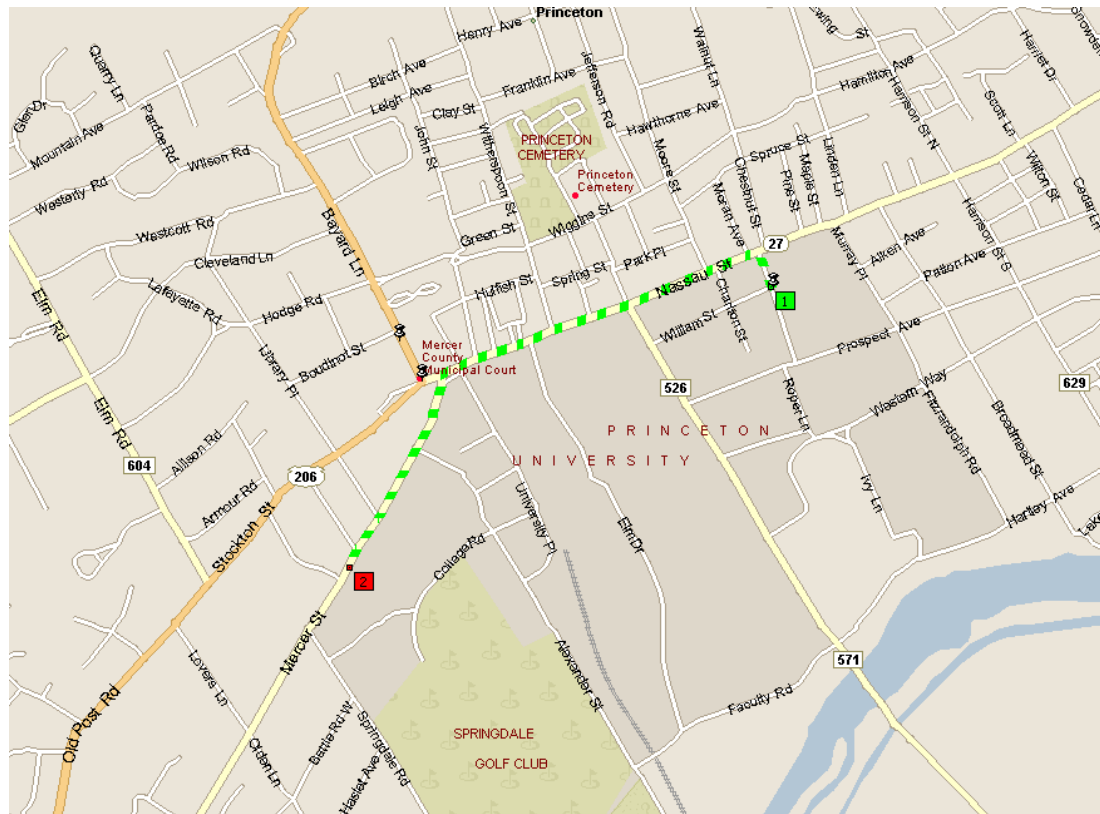 Princeton
Henry Ave
Ewing St
Snowden
Quarry Ln
Birch Ave
Leigh Ave
Franklin Ave
Jefferson Rd
Walnut Ln
Hamilton Ave
Harriet Dr
Glen Dr
Mountain Ave
Pardoe Rd
Clay St
Hawthorne Ave
Harrison St N
Scott Ln
John St
Witherspoon St
PRINCETON
CEMETERY
Princeton
Cemetery
Wilson Rd
Westerly Rd
Moore St
Spruce St
Chestnut St
Pine St
Maple St
Linden Ln
Wilton St
Cedar Ln
Westcott Rd
Bayard Ln
Green St
Wiggins St
Moran Ave
27
Murray Pl
Aiken Ave
Harrison St S
Cleveland Ln
Lafayette Rd
Hodge Rd
Hulfish St
Spring St
Park Pl
Nassau St
Patton Ave
1
Elm Rd
Boudinot St
Library Pl
Charlton St
William St
Prospect Ave
Mercer
County
Municipal Court
526
629
Elm Rd
Roper Ln
Western Way
Fitzrandolph Rd
Broadmead St
PRINCETON
UNIVERSITY
604
Allison Rd
206
Armour Rd
Stockton St
University Pl
Elm Dr
Ivy Ln
Hartley Ave
Lake
College Rd
2
Mercer St
Lovers Ln
Alexander St
571
Faculty Rd
Old Post Rd
Olden Ln
Battle Rd W
Haslet Ave
Springdale Rd
SPRINGDALE
GOLF CLUB